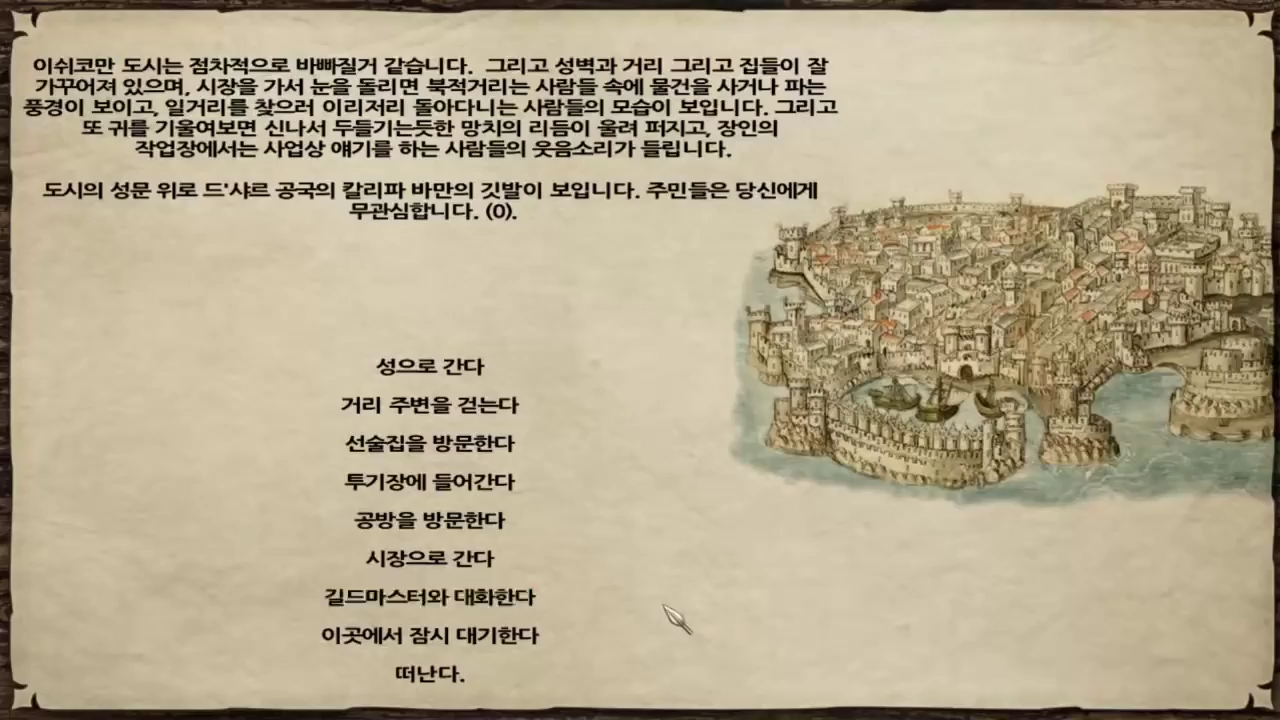 이쉬코만 도시는 점차적으로 바빠질거 같습니다.  그리고 성벽과 거리 그리고 집들이 잘
가꾸어져 있으며, 시장을 가서 눈을 돌리면 북적거리는 사람들 속에 물건을 사거나 파는
풍경이 보이고, 일거리를 찾으러 이리저리 돌아다니는 사람들의 모습이 보입니다. 그리고
또 귀를 기울여보면 신나서 두들기는듯한 망치의 리듬이 울려 퍼지고, 장인의
작업장에서는 사업상 얘기를 하는 사람들의 웃음소리가 들립니다.
도시의 성문 위로 드'샤르 공국의 칼리파 바만의 깃발이 보입니다. 주민들은 당신에게
무관심합니다. (0).
성으로 간다
거리 주변을 걷는다
선술집을 방문한다
투기장에 들어간다
공방을 방문한다
시장으로 간다
길드마스터와 대화한다
이곳에서 잠시 대기한다
떠난다.